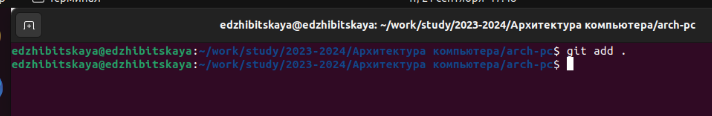 Терминал
edzhibitskaya@edzhibitskaya: ~/work/study/2023-2024/Архитектура компьютера/arch-pc
edzhibitskaya@edzhibitskaya:~/work/study/2023-2024/Архитектура компьютера/arch-pc$ git add .
edzhibitskaya@edzhibitskaya:~/work/study/2023-2024/Архитектура компьютера/arch-pc$